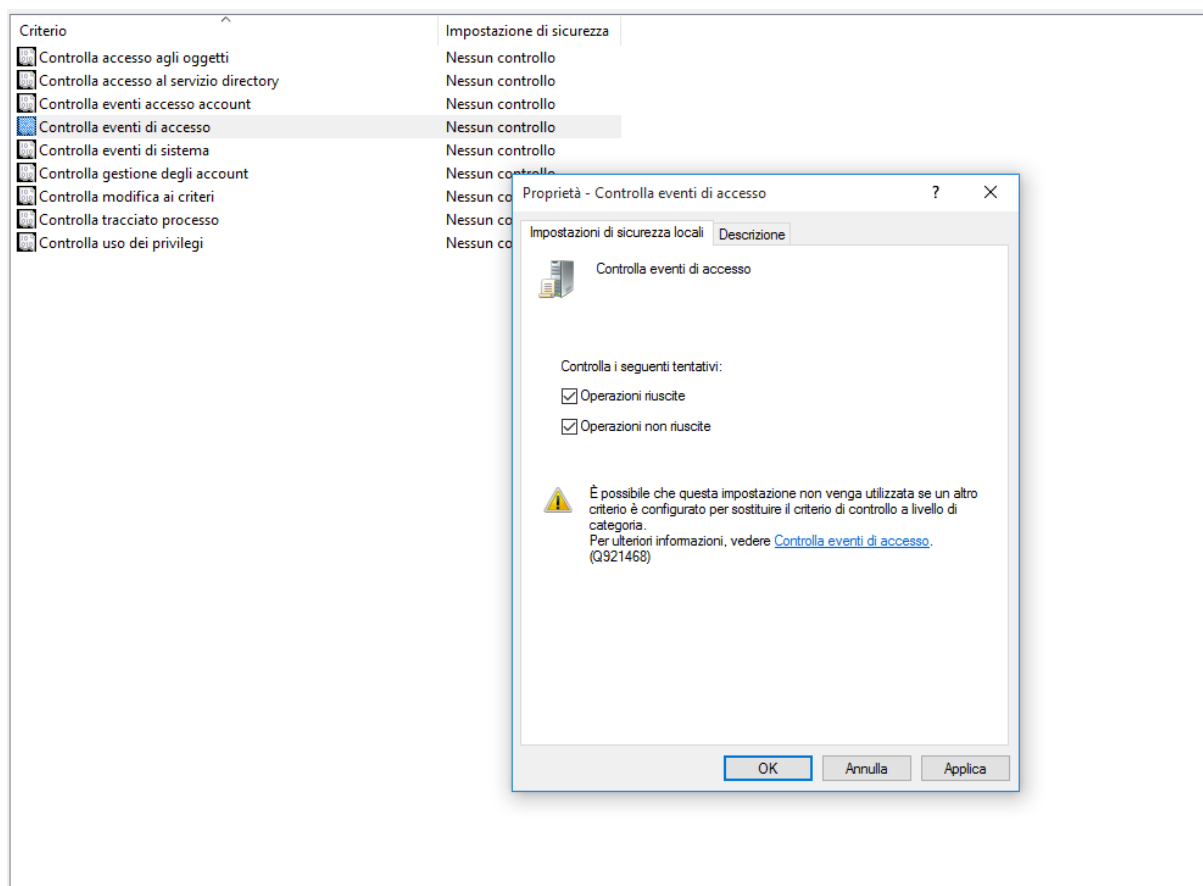 Criterio Impostazione di sicurezza
Controlla accesso agli oggetti Nessun controllo
Controlla accesso al servizio directory Nessun controllo
Controlla eventi accesso account Nessun controllo
Controlla eventi di accesso Nessun controllo
Controlla eventi di sistema Nessun controllo
Controlla gestione degli account Nessun
Controlla modifica ai criteri Nessun
Controlla tracciato processo Nessun
Controlla uso dei privilegi Nessun
Proprietà - Controlla eventi di accesso ?
Impostazioni di sicurezza locali Descrizione
Controlla eventi di accesso
Controlla i seguenti tentativi:
Operazioni riuscite
Operazioni non riuscite
È possibile che questa impostazione non venga utilizzata se un altro
criterio è configurato per sostituire il criterio di controllo a livello di
categoria.
Per ulteriori informazioni, vedere Controlla eventi di accesso.
(Q921468)
OK Annulla Applica